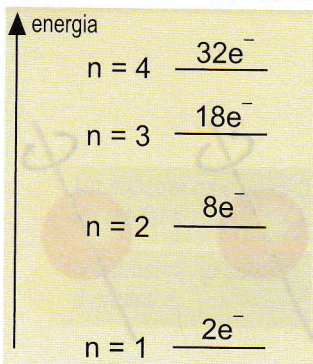 energia
n = 4 32e⁻
n = 3 18e⁻
n = 2 8e⁻
n = 1 2e⁻